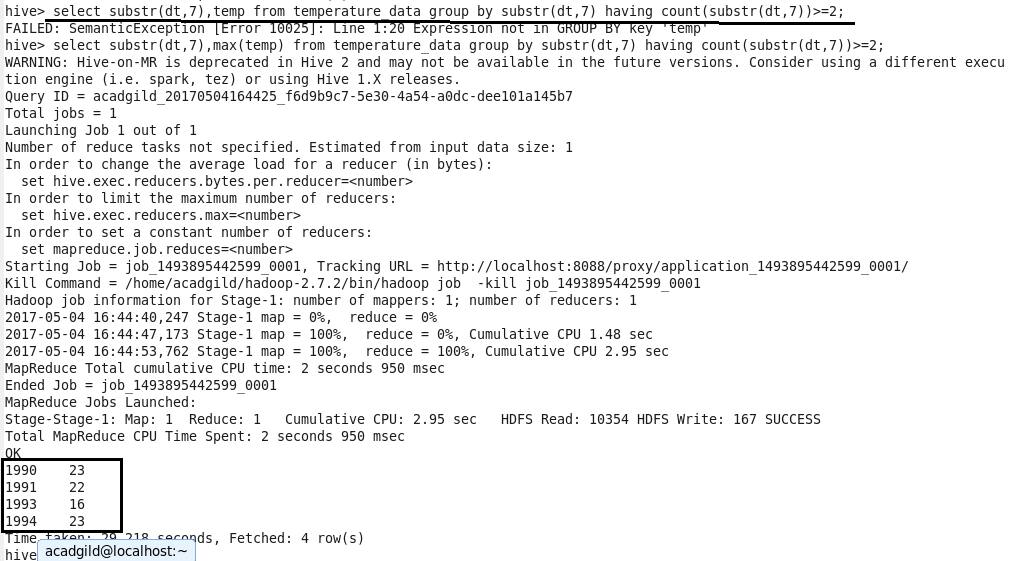 hive> select substr(dt,7),temp from temperature_data group by substr(dt,7) having count(substr(dt,7))>=2;
FAILED: SemanticException [Error 10025]: Line 1:20 Expression not in GROUP BY key 'temp'
hive> select substr(dt,7),max(temp) from temperature_data group by substr(dt,7) having count(substr(dt,7))>=2;
WARNING: Hive-on-MR is deprecated in Hive 2 and may not be available in the future versions. Consider using a different execu
tion engine (i.e. spark, tez) or using Hive 1.X releases.
Query ID = acadgild_20170504164425_f6d9b9c7-5e30-4a54-a0dc-dee101a145b7
Total jobs = 1
Launching Job 1 out of 1
Number of reduce tasks not specified. Estimated from input data size: 1
In order to change the average load for a reducer (in bytes):
  set hive.exec.reducers.bytes.per.reducer=<number>
In order to limit the maximum number of reducers:
  set hive.exec.reducers.max=<number>
In order to set a constant number of reducers:
  set mapreduce.job.reduces=<number>
Starting Job = job_1493895442599_0001, Tracking URL = http://localhost:8088/proxy/application_1493895442599_0001/
Kill Command = /home/acadgild/hadoop-2.7.2/bin/hadoop job  -kill job_1493895442599_0001
Hadoop job information for Stage-1: number of mappers: 1; number of reducers: 1
2017-05-04 16:44:40,247 Stage-1 map = 0%,  reduce = 0%
2017-05-04 16:44:47,173 Stage-1 map = 100%,  reduce = 0%, Cumulative CPU 1.48 sec
2017-05-04 16:44:53,762 Stage-1 map = 100%,  reduce = 100%, Cumulative CPU 2.95 sec
MapReduce Total cumulative CPU time: 2 seconds 950 msec
Ended Job = job_1493895442599_0001
MapReduce Jobs Launched:
Stage-Stage-1: Map: 1  Reduce: 1   Cumulative CPU: 2.95 sec   HDFS Read: 10354 HDFS Write: 167 SUCCESS
Total MapReduce CPU Time Spent: 2 seconds 950 msec
OK
1990    23
1991    22
1993    16
1994    23
Time taken: 29.218 seconds, Fetched: 4 row(s)
hive
acadgild@localhost:~